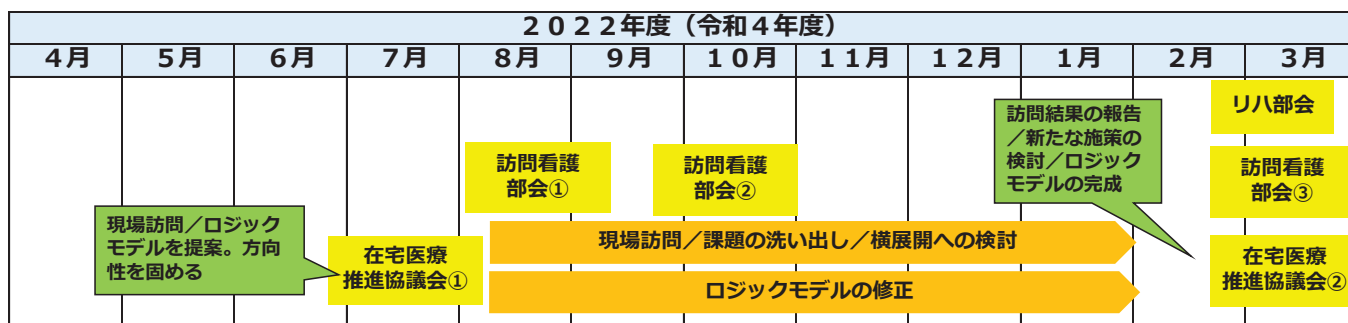 ２０２２年度（令和４年度）
４月 ５月 ６月 ７月 ８月 ９月 １０月 １１月 １２月 １月 ２月 ３月
リハ部会
訪問結果の報告
／新たな施策の
検討／ロジック
モデルの完成
訪問看護
部会①
訪問看護
部会②
訪問看護
部会③
現場訪問／ロジック
モデルを提案。方向
性を固める
在宅医療
推進協議会①
現場訪問／課題の洗い出し／横展開への検討
ロジックモデルの修正
在宅医療
推進協議会②